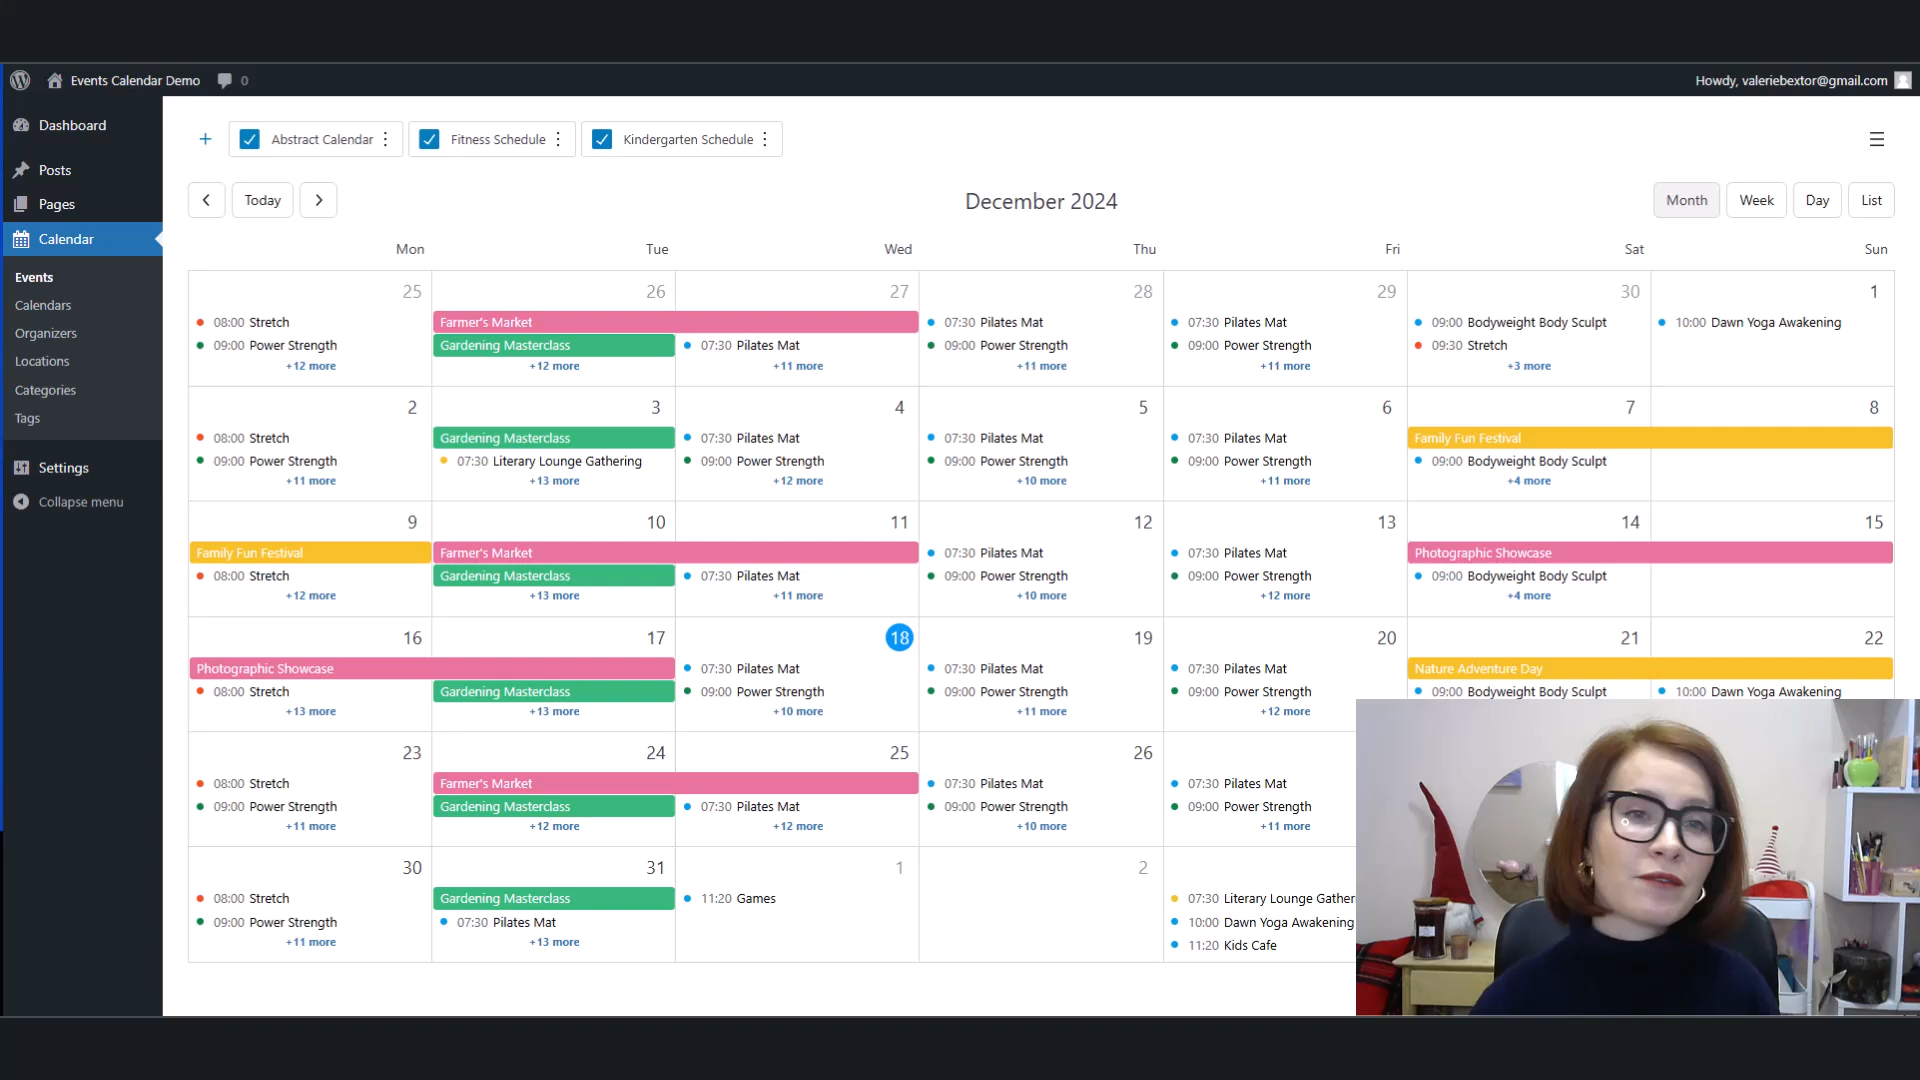 Events Calendar Demo 0 Howdy, valeriebextor@gmail.com
Dashboard
Posts
Pages
Calendar
Events
Calendars
Organizers
Locations
Categories
Tags
Settings
Collapse menu
+ Abstract Calendar Fitness Schedule Kindergarten Schedule
Today December 2024 Month Week Day List
Mon Tue Wed Thu Fri Sat Sun
25 26 27 28 29 30 1
08:00 Stretch Farmer's Market 07:30 Pilates Mat 07:30 Pilates Mat 09:00 Bodyweight Body Sculpt 10:00 Dawn Yoga Awakening
09:00 Power Strength Gardening Masterclass 07:30 Pilates Mat 09:00 Power Strength 09:00 Power Strength 09:30 Stretch
+12 more +12 more +11 more +11 more +11 more +3 more
2 3 4 5 6 7 8
08:00 Stretch Gardening Masterclass 07:30 Pilates Mat 07:30 Pilates Mat 07:30 Pilates Mat Family Fun Festival
09:00 Power Strength 07:30 Literary Lounge Gathering 09:00 Power Strength 09:00 Power Strength 09:00 Power Strength 09:00 Bodyweight Body Sculpt
+11 more +13 more +12 more +10 more +11 more +4 more
9 10 11 12 13 14 15
Family Fun Festival Farmer's Market 07:30 Pilates Mat 07:30 Pilates Mat Photographic Showcase
08:00 Stretch Gardening Masterclass 07:30 Pilates Mat 09:00 Power Strength 09:00 Power Strength 09:00 Bodyweight Body Sculpt
+12 more +13 more +11 more +10 more +12 more +4 more
16 17 18 19 20 21 22
Photographic Showcase 07:30 Pilates Mat 07:30 Pilates Mat 07:30 Pilates Mat Nature Adventure Day
08:00 Stretch Gardening Masterclass 09:00 Power Strength 09:00 Power Strength 09:00 Power Strength 09:00 Bodyweight Body Sculpt 10:00 Dawn Yoga Awakening
+13 more +13 more +10 more +11 more +12 more
23 24 25 26
08:00 Stretch Farmer's Market 07:30 Pilates Mat 07:30 Pilates Mat
09:00 Power Strength Gardening Masterclass 07:30 Pilates Mat 09:00 Power Strength 09:00 Power Strength
+11 more +12 more +12 more +10 more +11 more
30 31 1 2
08:00 Stretch Gardening Masterclass 11:20 Games 07:30 Literary Lounge Gather
09:00 Power Strength 07:30 Pilates Mat 10:00 Dawn Yoga Awakening
+11 more +13 more 11:20 Kids Cafe